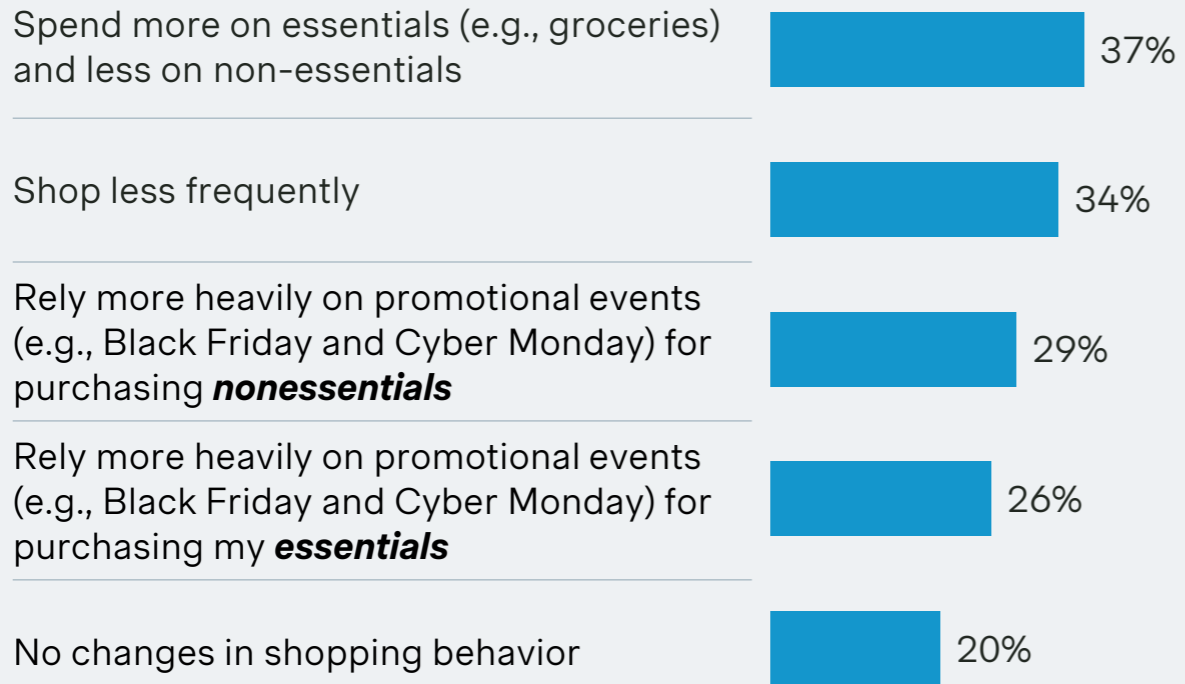 Spend more on essentials (e.g., groceries)
and less on non-essentials
37%
Shop less frequently
34%
Rely more heavily on promotional events
(e.g., Black Friday and Cyber Monday) for
purchasing nonessentials
29%
Rely more heavily on promotional events
(e.g., Black Friday and Cyber Monday) for
purchasing my essentials
26%
No changes in shopping behavior
20%